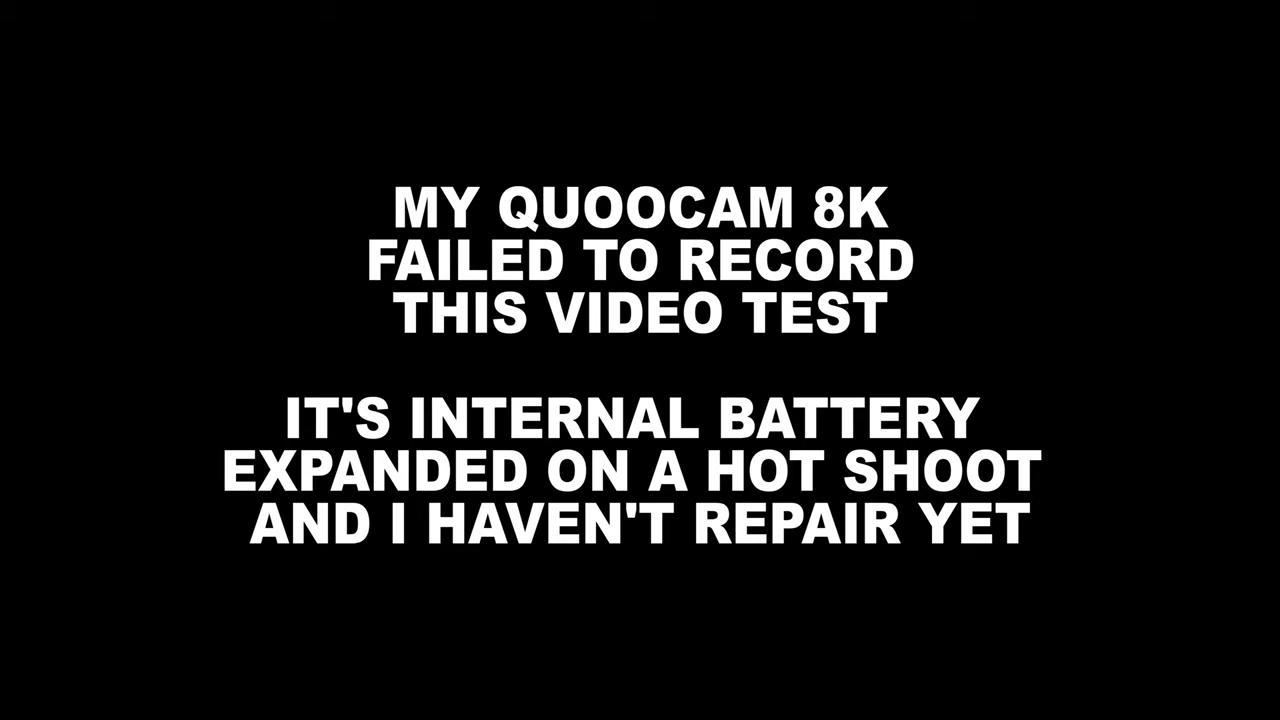 MY QUOOCAM 8K
FAILED TO RECORD
THIS VIDEO TEST
IT'S INTERNAL BATTERY
EXPANDED ON A HOT SHOOT
AND I HAVEN'T REPAIR YET